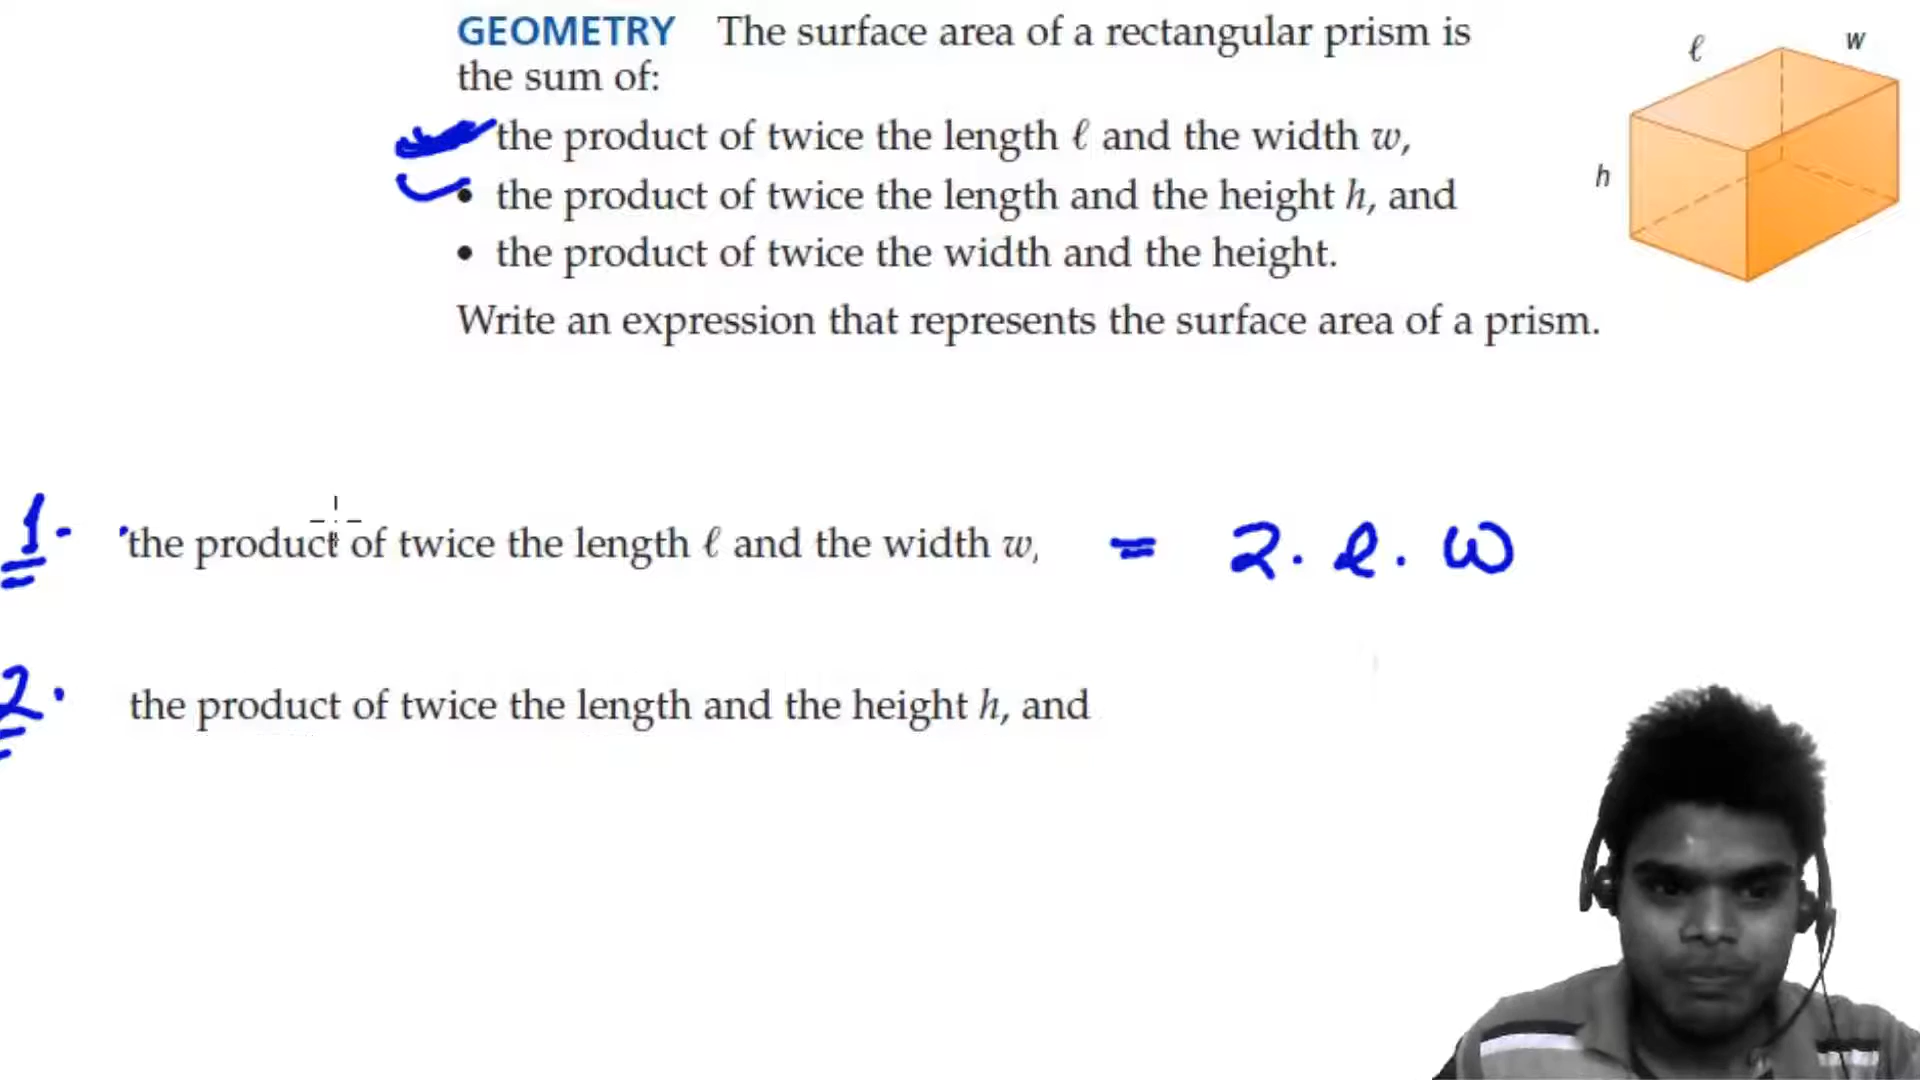 GEOMETRY The surface area of a rectangular prism is
the sum of:
the product of twice the length ℓ and the width w,
• the product of twice the length and the height h, and
• the product of twice the width and the height.
Write an expression that represents the surface area of a prism.
ℓ
w
h
1. the product of twice the length ℓ and the width w, = 2 . l . w
2. the product of twice the length and the height h, and